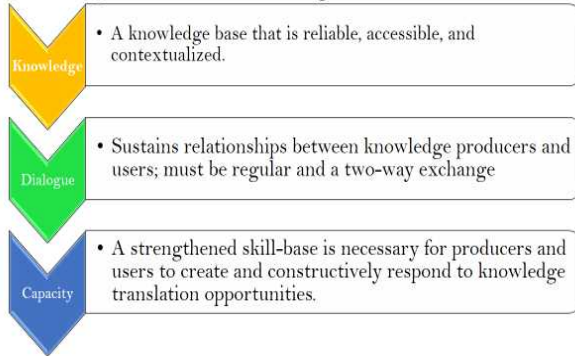 Knowledge
• A knowledge base that is reliable, accessible, and
contextualized.
Dialogue
• Sustains relationships between knowledge producers and
users; must be regular and a two-way exchange
Capacity
• A strengthened skill-base is necessary for producers and
users to create and constructively respond to knowledge
translation opportunities.